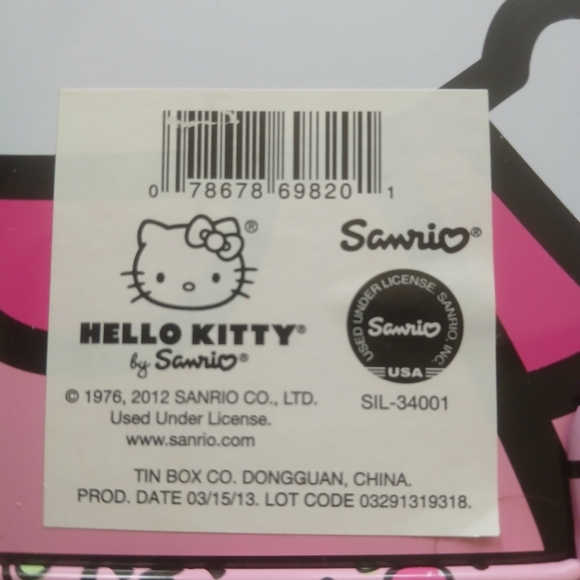 0 78678 69820 1
Sanrio®
HELLO KITTY®
by Sanrio®
USED UNDER LICENSE. SANRIO, INC.
Sanrio
USA
SIL-34001
© 1976, 2012 SANRIO CO., LTD.
Used Under License.
www.sanrio.com
TIN BOX CO. DONGGUAN, CHINA.
PROD. DATE 03/15/13. LOT CODE 03291319318.